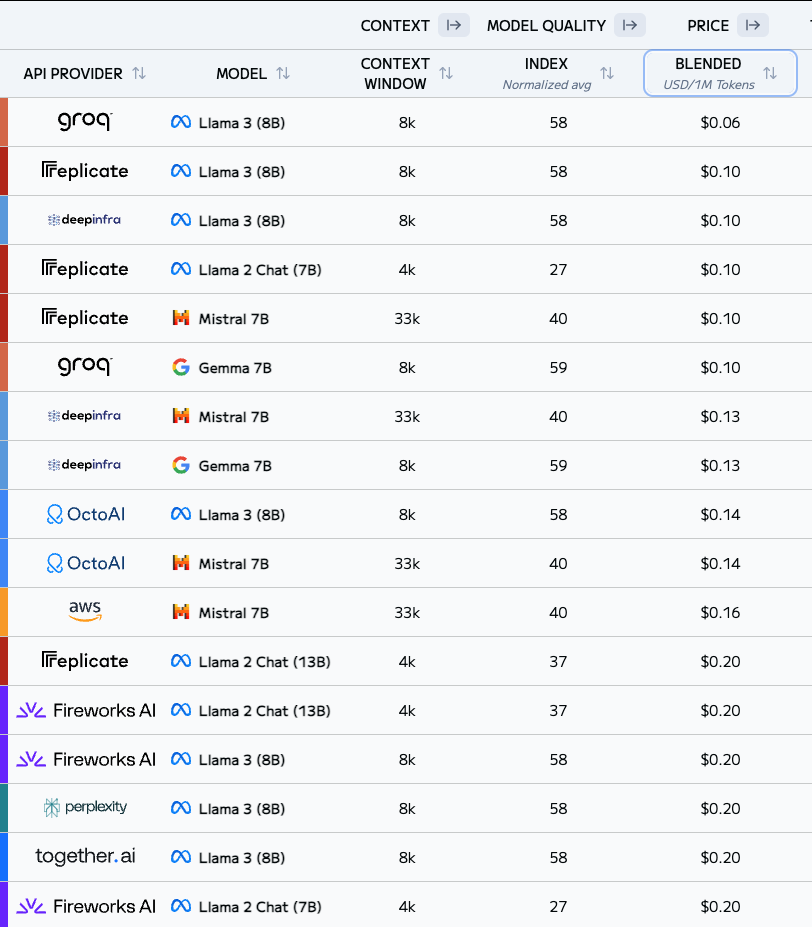 CONTEXT MODEL QUALITY PRICE
API PROVIDER MODEL CONTEXT WINDOW INDEX Normalized avg BLENDED USD/1M Tokens
groq Llama 3 (8B) 8k 58 $0.06
replicate Llama 3 (8B) 8k 58 $0.10
deepinfra Llama 3 (8B) 8k 58 $0.10
replicate Llama 2 Chat (7B) 4k 27 $0.10
replicate Mistral 7B 33k 40 $0.10
groq Gemma 7B 8k 59 $0.10
deepinfra Mistral 7B 33k 40 $0.13
deepinfra Gemma 7B 8k 59 $0.13
OctoAI Llama 3 (8B) 8k 58 $0.14
OctoAI Mistral 7B 33k 40 $0.14
aws Mistral 7B 33k 40 $0.16
replicate Llama 2 Chat (13B) 4k 37 $0.20
Fireworks AI Llama 2 Chat (13B) 4k 37 $0.20
Fireworks AI Llama 3 (8B) 8k 58 $0.20
perplexity Llama 3 (8B) 8k 58 $0.20
together.ai Llama 3 (8B) 8k 58 $0.20
Fireworks AI Llama 2 Chat (7B) 4k 27 $0.20